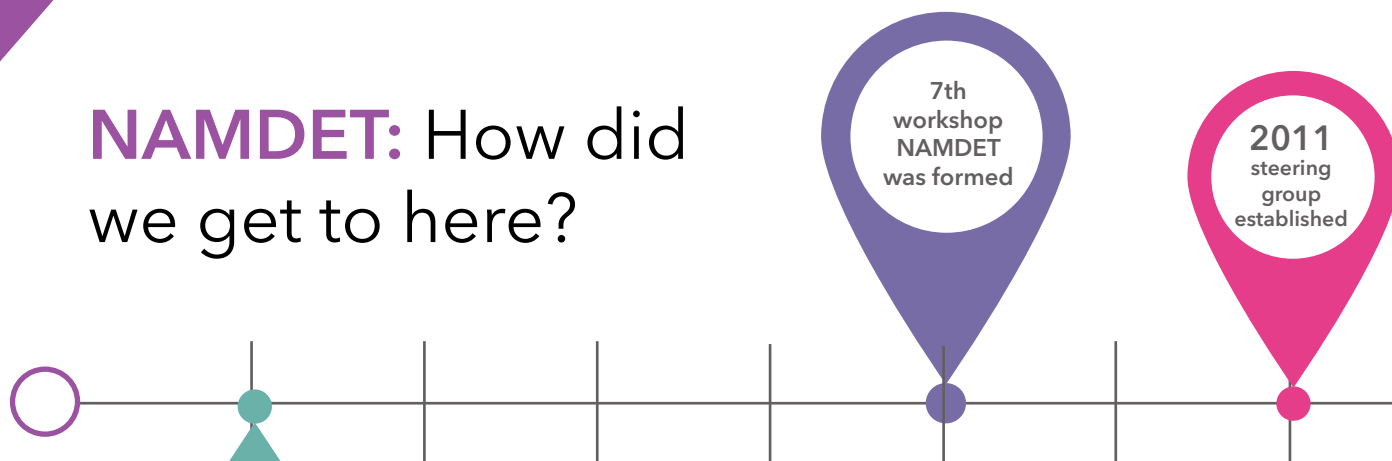 NAMDET: How did
we get to here?
7th
workshop
NAMDET
was formed
2011
steering
group
established